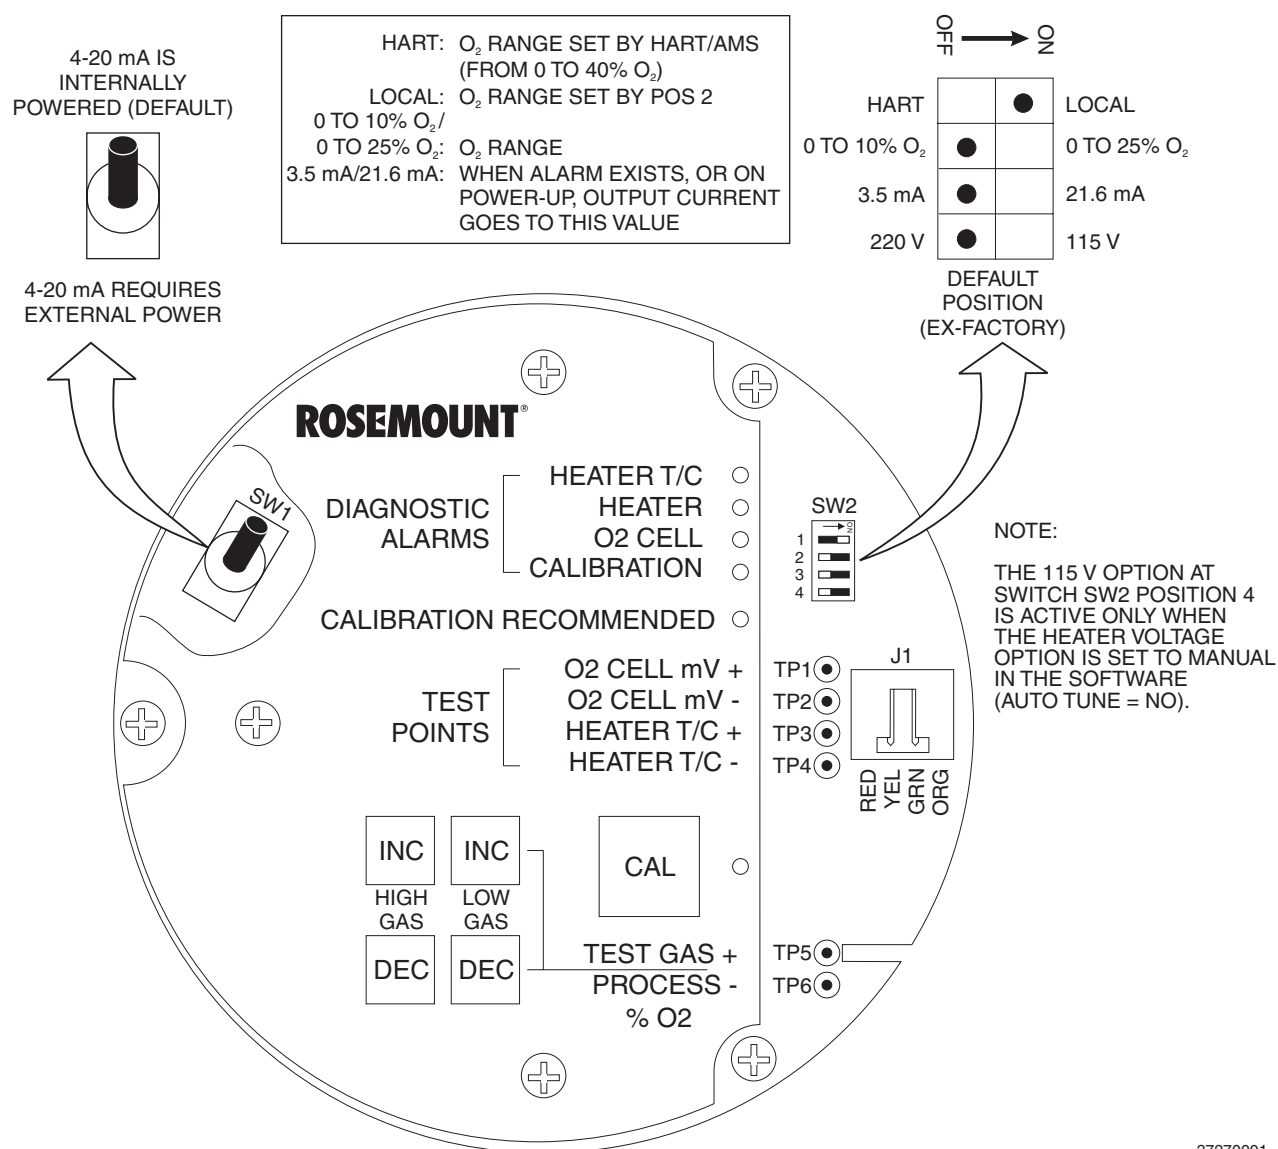 4-20 mA IS
INTERNALLY
POWERED (DEFAULT)
4-20 mA REQUIRES
EXTERNAL POWER
HART: O₂ RANGE SET BY HART/AMS
(FROM 0 TO 40% O₂)
LOCAL: O₂ RANGE SET BY POS 2
0 TO 10% O₂/
0 TO 25% O₂: O₂ RANGE
3.5 mA/21.6 mA: WHEN ALARM EXISTS, OR ON
POWER-UP, OUTPUT CURRENT
GOES TO THIS VALUE
OFF ON
HART LOCAL
0 TO 10% O₂ 0 TO 25% O₂
3.5 mA 21.6 mA
220 V 115 V
DEFAULT
POSITION
(EX-FACTORY)
ROSEMOUNT®
SW1
DIAGNOSTIC
ALARMS
HEATER T/C
HEATER
O2 CELL
CALIBRATION
CALIBRATION RECOMMENDED
SW2
ON
1
2
3
4
NOTE:
THE 115 V OPTION AT
SWITCH SW2 POSITION 4
IS ACTIVE ONLY WHEN
THE HEATER VOLTAGE
OPTION IS SET TO MANUAL
IN THE SOFTWARE
(AUTO TUNE = NO).
TEST
POINTS
O2 CELL mV + TP1
O2 CELL mV - TP2
HEATER T/C + TP3
HEATER T/C - TP4
J1
RED
YEL
GRN
ORG
INC INC
HIGH
GAS
LOW
GAS
DEC DEC
CAL
TEST GAS + TP5
PROCESS - TP6
% O2